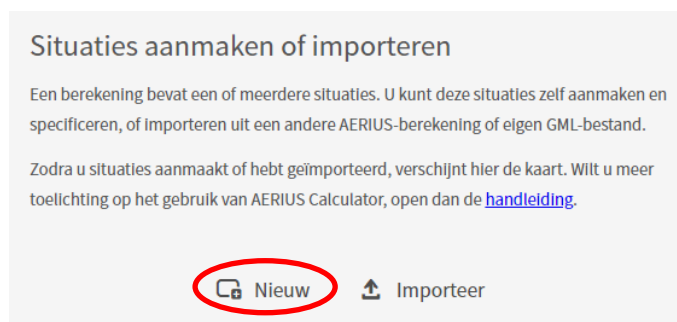 Situaties aanmaken of importeren
Een berekening bevat een of meerdere situaties. U kunt deze situaties zelf aanmaken en
specificeren, of importeren uit een andere AERIUS-berekening of eigen GML-bestand.
Zodra u situaties aanmaakt of hebt geïmporteerd, verschijnt hier de kaart. Wilt u meer
toelichting op het gebruik van AERIUS Calculator, open dan de handleiding.
Nieuw Importeer